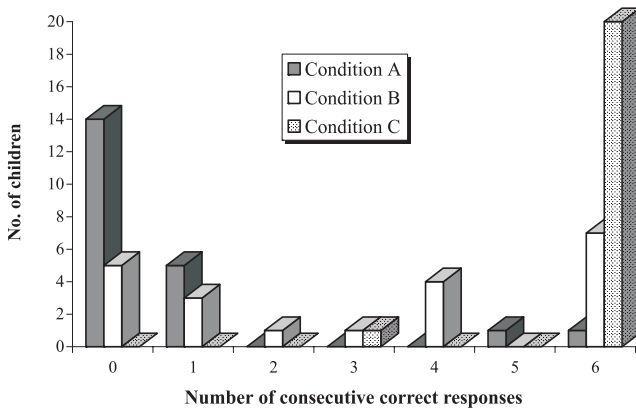 No. of children
20
18
16
14
12
10
8
6
4
2
0
Condition A
Condition B
Condition C
0 1 2 3 4 5 6
Number of consecutive correct responses